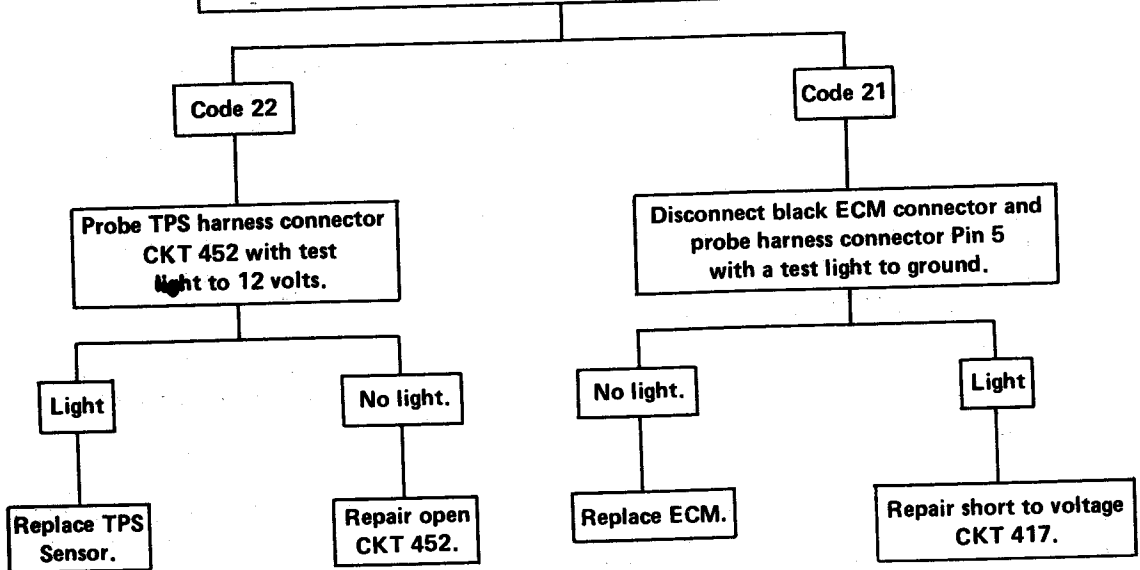 Code 22
Code 21
Probe TPS harness connector
CKT 452 with test
light to 12 volts.
Disconnect black ECM connector and
probe harness connector Pin 5
with a test light to ground.
Light
No light.
No light.
Light
Replace TPS
Sensor.
Repair open
CKT 452.
Replace ECM.
Repair short to voltage
CKT 417.